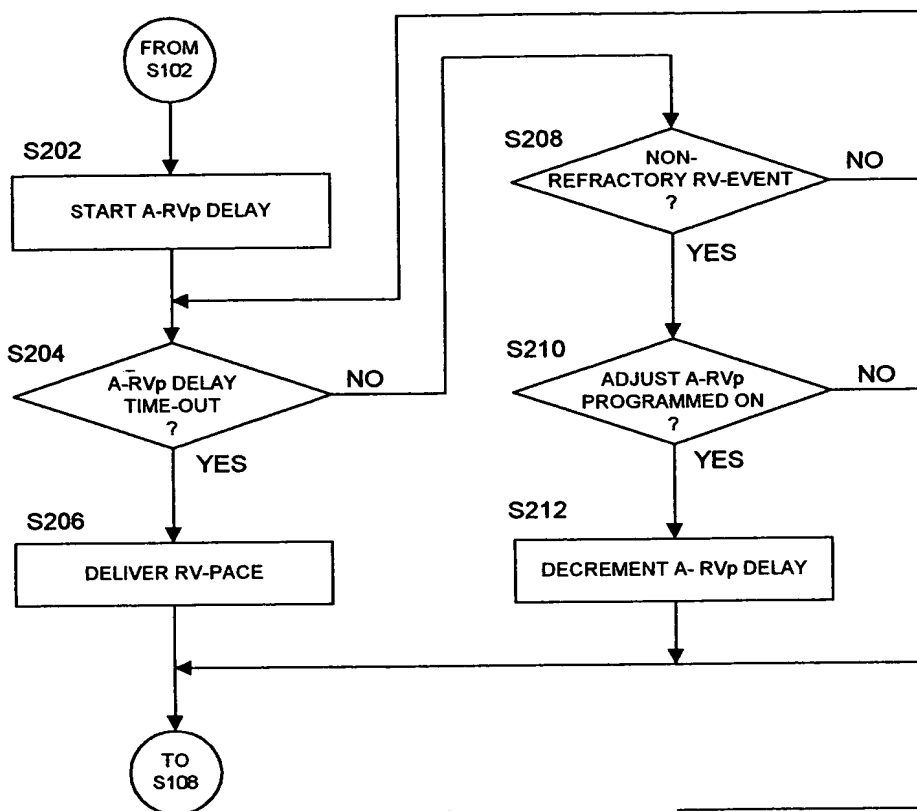 FROM
S102
S202
START A-RVp DELAY
S204
A-RVp DELAY
TIME-OUT
?
NO
YES
S206
DELIVER RV-PACE
TO
S108
S208
NON-
REFRACTORY RV-EVENT
?
NO
YES
S210
ADJUST A-RVp
PROGRAMMED ON
?
NO
YES
S212
DECREMENT A- RVp DELAY